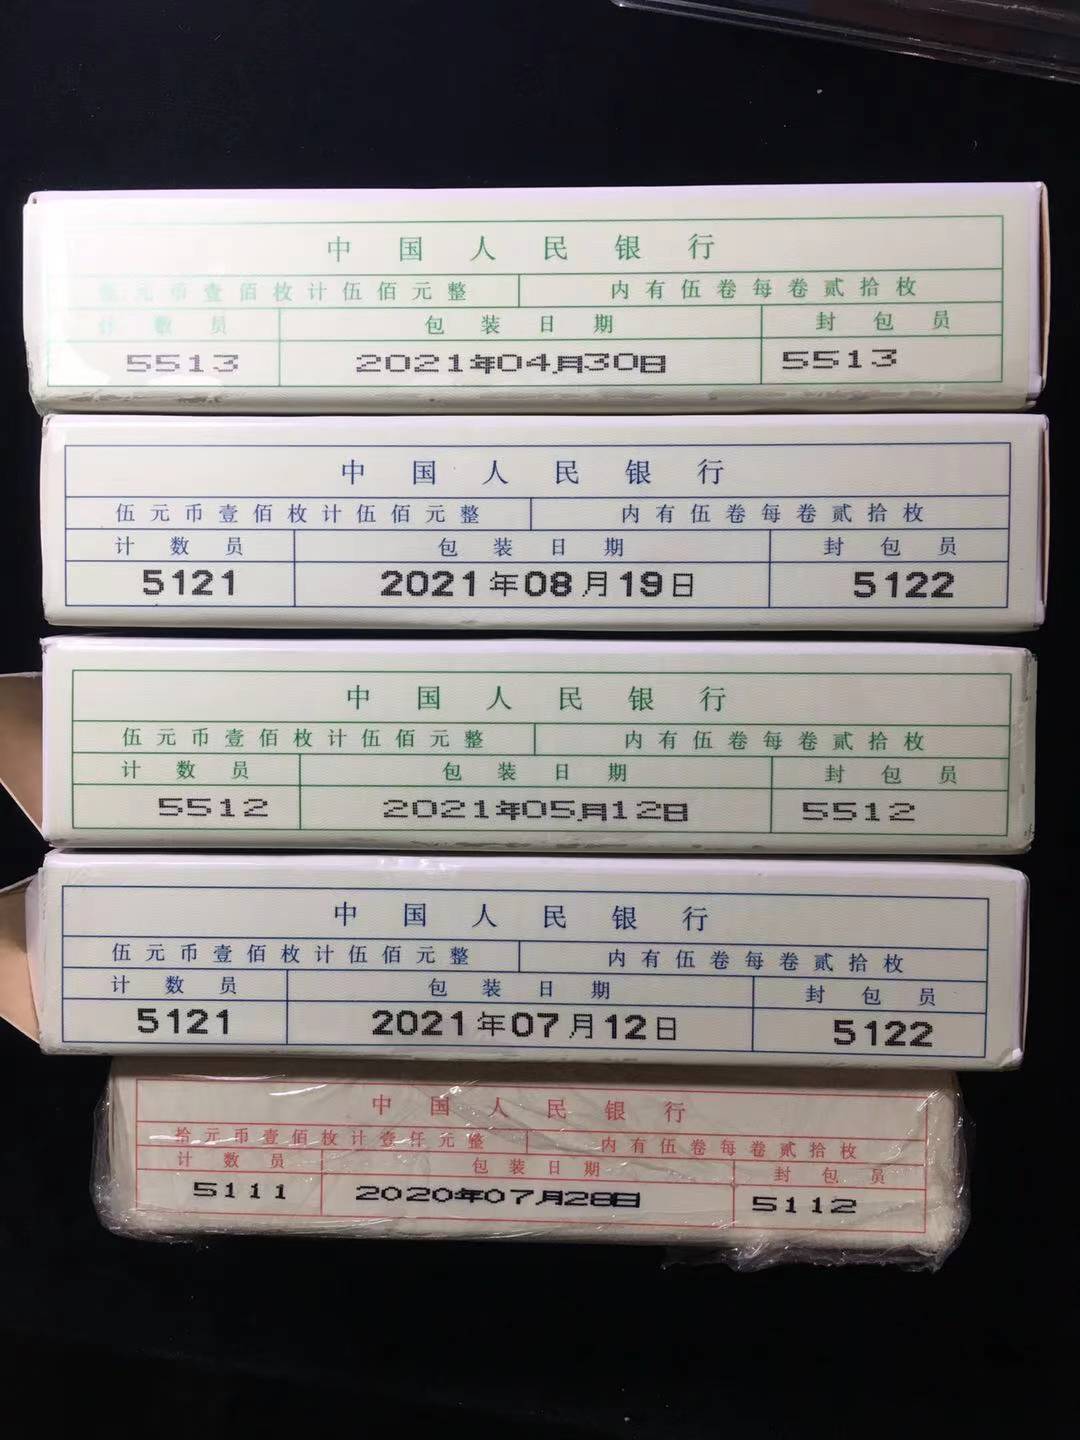 中国人民银行
伍元币壹佰枚计伍佰元整 内有伍卷每卷贰拾枚
计数员 包装日期 封包员
5513 2021年04月30日 5513
中国人民银行
伍元币壹佰枚计伍佰元整 内有伍卷每卷贰拾枚
计数员 包装日期 封包员
5121 2021年08月19日 5122
中国人民银行
伍元币壹佰枚计伍佰元整 内有伍卷每卷贰拾枚
计数员 包装日期 封包员
5512 2021年05月12日 5512
中国人民银行
伍元币壹佰枚计伍佰元整 内有伍卷每卷贰拾枚
计数员 包装日期 封包员
5121 2021年07月12日 5122
中国人民银行
拾元币壹佰枚计壹仟元整 内有伍卷每卷贰拾枚
计数员 包装日期 封包员
5111 2020年07月28日 5112